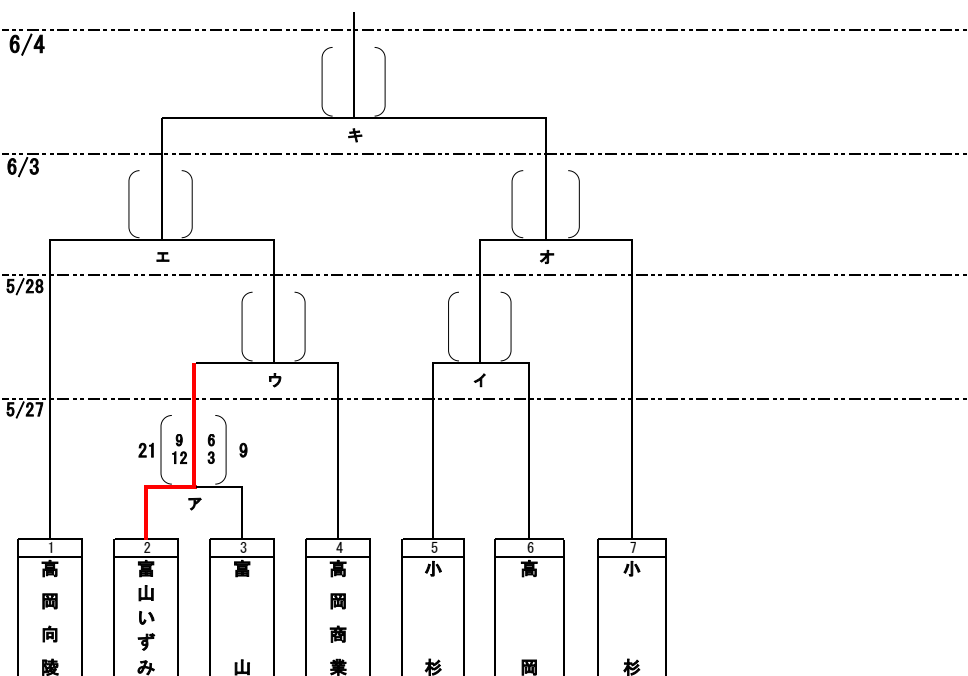 6/4
キ
6/3
エ
オ
5/28
ウ
イ
5/27
21 9 6 9
12 3
ア
1 2 3 4 5 6 7
高岡向陵
富山いずみ
富山
高岡商業
小杉
高岡
小杉